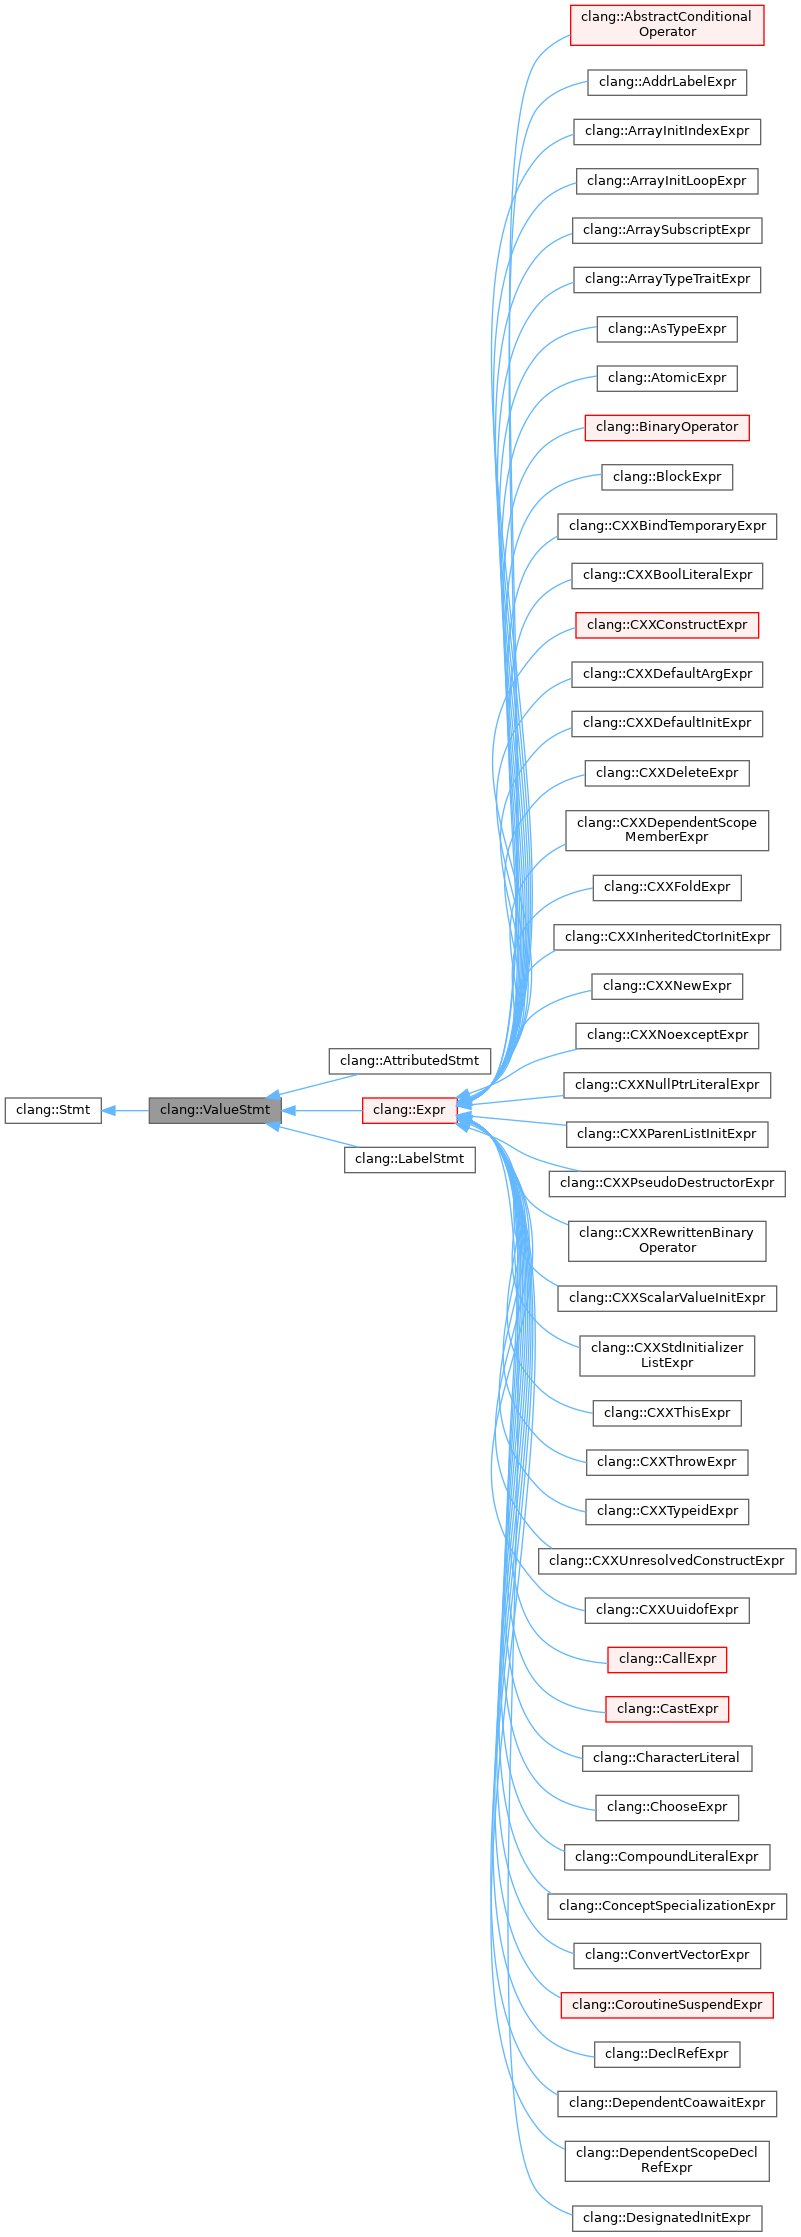 clang::AbstractConditional
Operator
clang::AddrLabelExpr
clang::ArrayInitIndexExpr
clang::ArrayInitLoopExpr
clang::ArraySubscriptExpr
clang::ArrayTypeTraitExpr
clang::AsTypeExpr
clang::AtomicExpr
clang::BinaryOperator
clang::BlockExpr
clang::CXXBindTemporaryExpr
clang::CXXBoolLiteralExpr
clang::CXXConstructExpr
clang::CXXDefaultArgExpr
clang::CXXDefaultInitExpr
clang::CXXDeleteExpr
clang::CXXDependentScope
MemberExpr
clang::CXXFoldExpr
clang::CXXInheritedCtorInitExpr
clang::CXXNewExpr
clang::CXXNoexceptExpr
clang::AttributedStmt
clang::CXXNullPtrLiteralExpr
clang::Stmt
clang::ValueStmt
clang::Expr
clang::CXXParenListInitExpr
clang::LabelStmt
clang::CXXPseudoDestructorExpr
clang::CXXRewrittenBinary
Operator
clang::CXXScalarValueInitExpr
clang::CXXStdInitializer
ListExpr
clang::CXXThisExpr
clang::CXXThrowExpr
clang::CXXTypeidExpr
clang::CXXUnresolvedConstructExpr
clang::CXXUuidofExpr
clang::CallExpr
clang::CastExpr
clang::CharacterLiteral
clang::ChooseExpr
clang::CompoundLiteralExpr
clang::ConceptSpecializationExpr
clang::ConvertVectorExpr
clang::CoroutineSuspendExpr
clang::DeclRefExpr
clang::DependentCoawaitExpr
clang::DependentScopeDecl
RefExpr
clang::DesignatedInitExpr